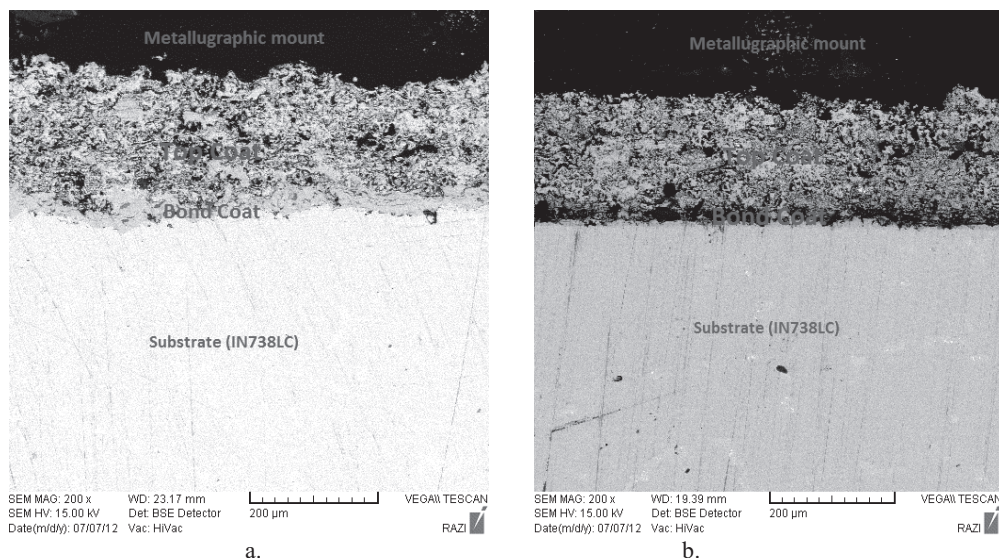 Metallugraphic mount
Top Coat
Bond Coat
Substrate (IN738LC)
SEM MAG: 200 x WD: 23.17 mm
SEM HV: 15.00 kV Det: BSE Detector 200 µm VEGA\\ TESCAN
Date(m/d/y): 07/07/12 Vac: HiVac RAZI
a.
Metallugraphic mount
Top Coat
Bond Coat
Substrate (IN738LC)
SEM MAG: 200 x WD: 19.39 mm
SEM HV: 15.00 kV Det: BSE Detector 200 µm VEGA\\ TESCAN
Date(m/d/y): 07/07/12 Vac: HiVac RAZI
b.